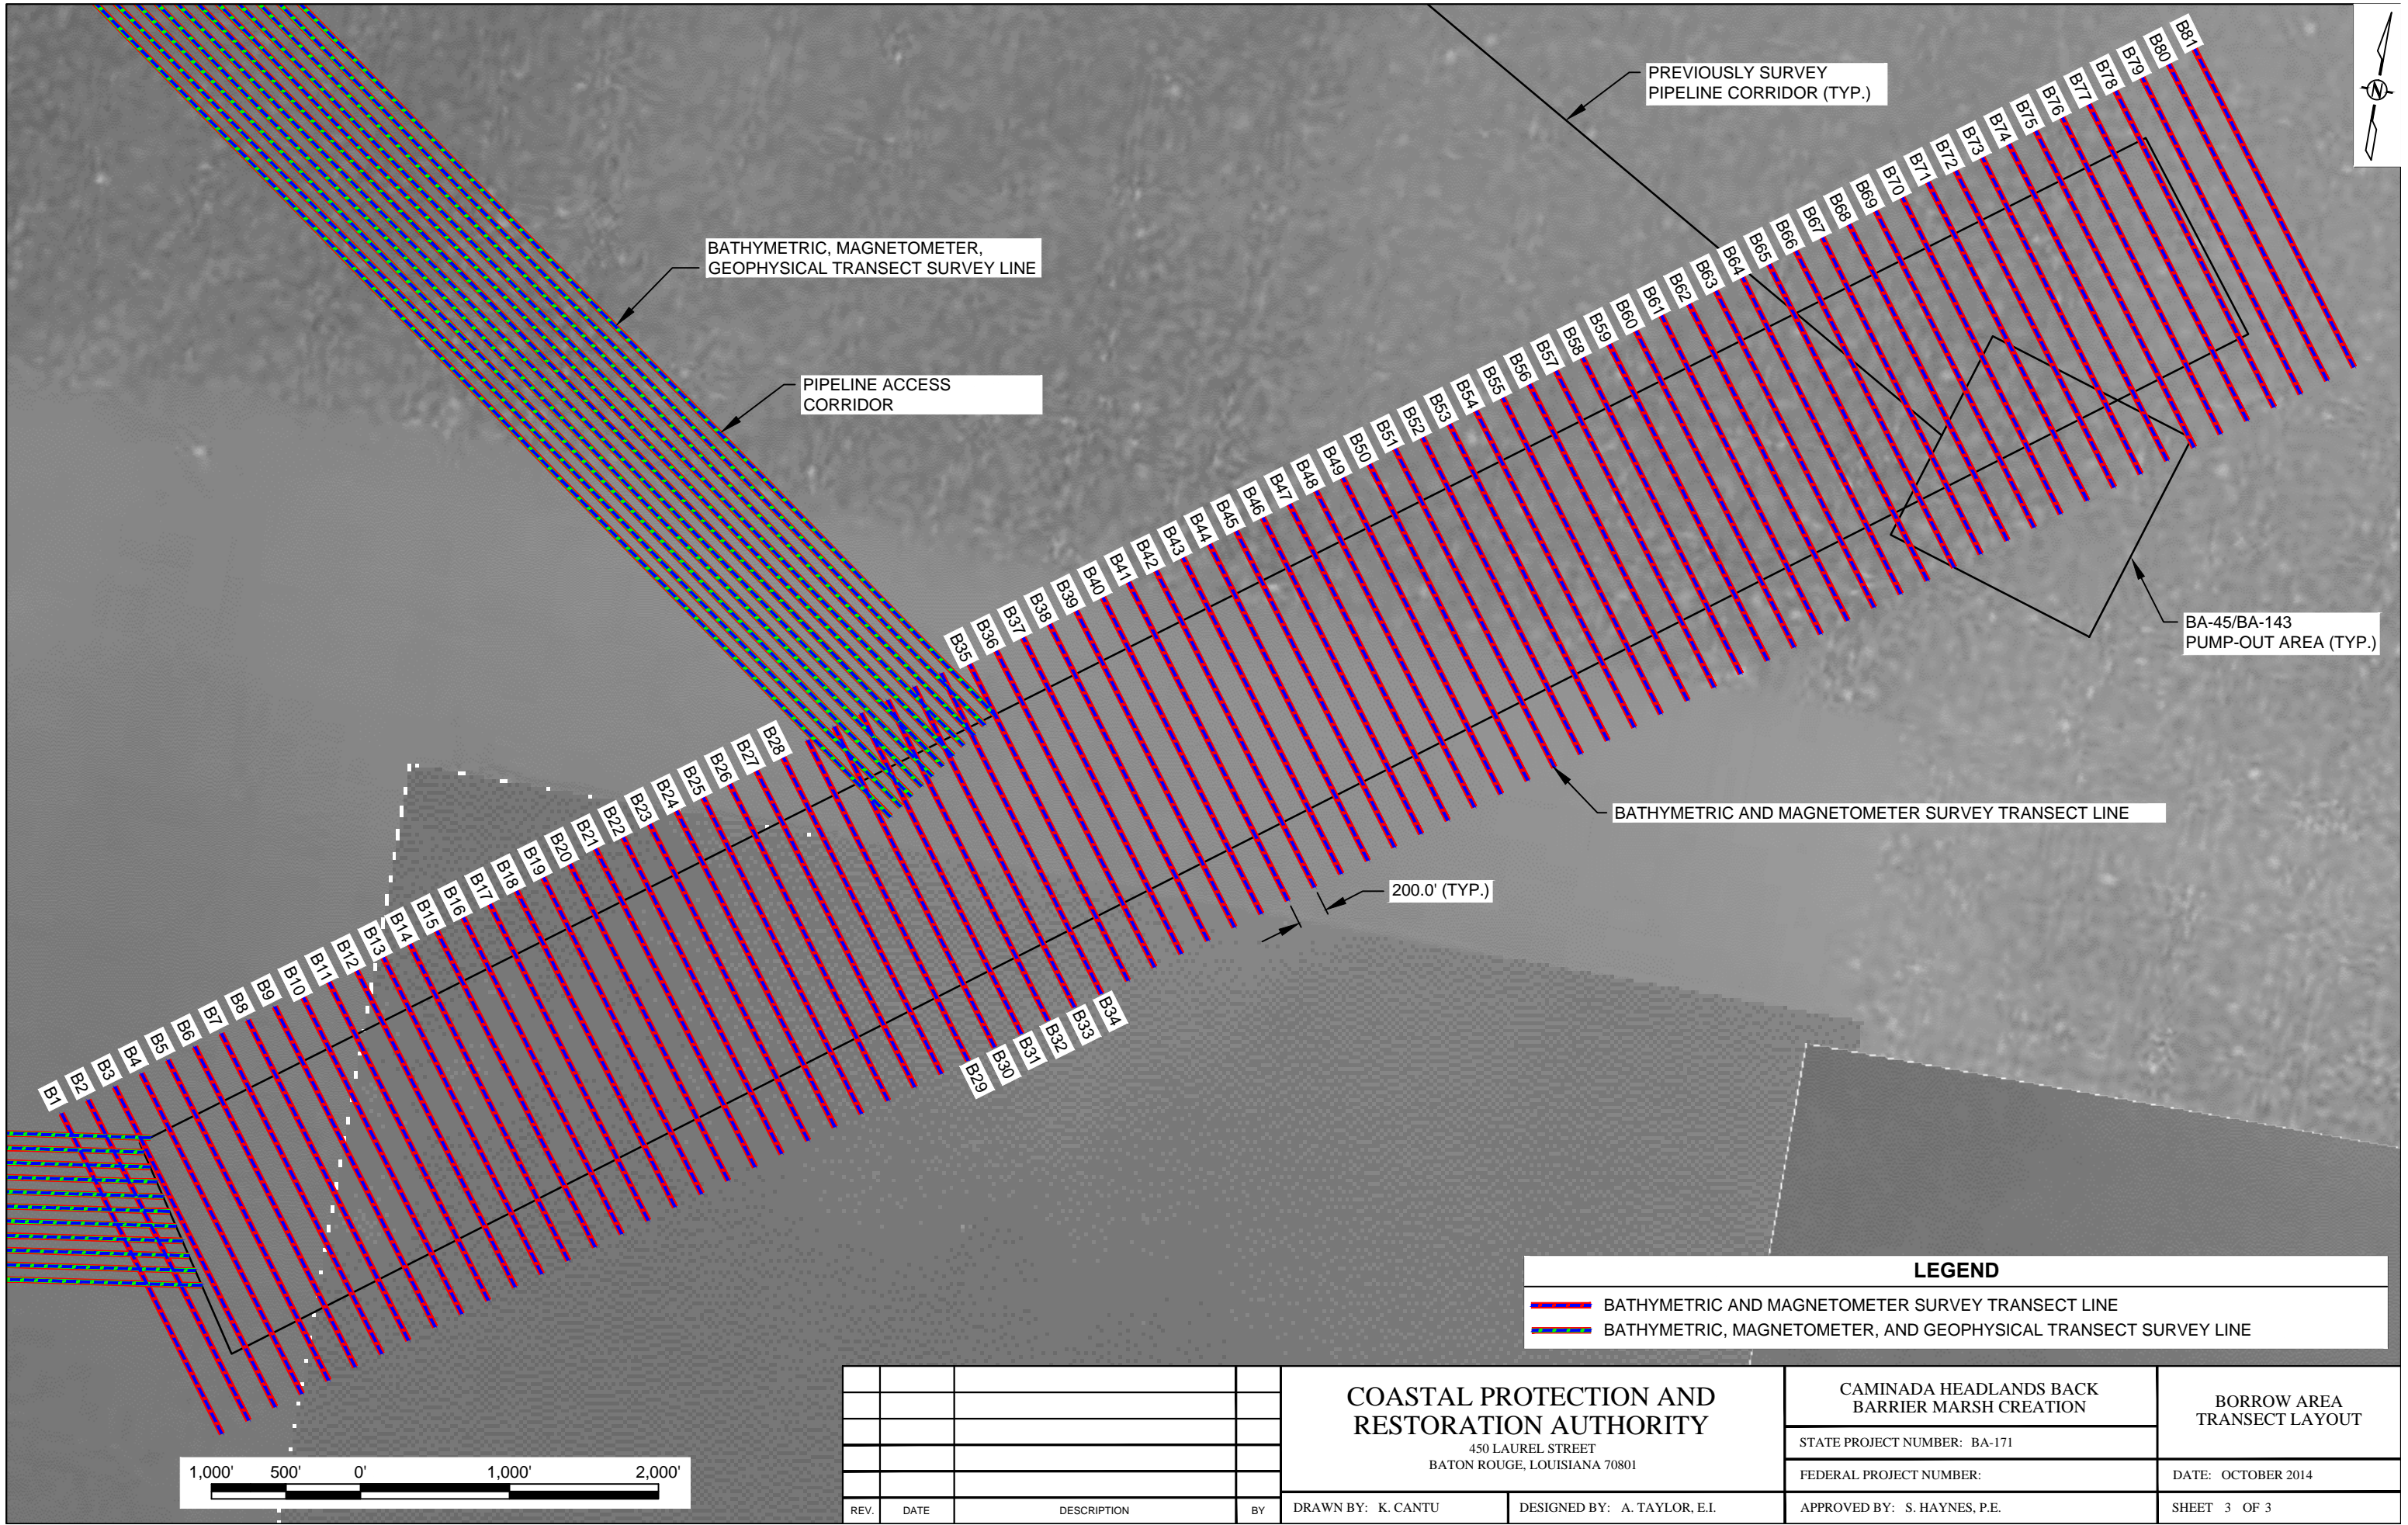 PREVIOUSLY SURVEY
PIPELINE CORRIDOR (TYP.)
N
BATHYMETRIC, MAGNETOMETER,
GEOPHYSICAL TRANSECT SURVEY LINE
PIPELINE ACCESS
CORRIDOR
B1
B2
B3
B4
B5
B6
B7
B8
B9
B10
B11
B12
B13
B14
B15
B16
B17
B18
B19
B20
B21
B22
B23
B24
B25
B26
B27
B28
B29
B30
B31
B32
B33
B34
B35
B36
B37
B38
B39
B40
B41
B42
B43
B44
B45
B46
B47
B48
B49
B50
B51
B52
B53
B54
B55
B56
B57
B58
B59
B60
B61
B62
B63
B64
B65
B66
B67
B68
B69
B70
B71
B72
B73
B74
B75
B76
B77
B78
B79
B80
B81
BA-45/BA-143
PUMP-OUT AREA (TYP.)
BATHYMETRIC AND MAGNETOMETER SURVEY TRANSECT LINE
200.0' (TYP.)
LEGEND
BATHYMETRIC AND MAGNETOMETER SURVEY TRANSECT LINE
BATHYMETRIC, MAGNETOMETER, AND GEOPHYSICAL TRANSECT SURVEY LINE
1,000' 500' 0' 1,000' 2,000'
REV. DATE DESCRIPTION BY
COASTAL PROTECTION AND
RESTORATION AUTHORITY
450 LAUREL STREET
BATON ROUGE, LOUISIANA 70801
DRAWN BY: K. CANTU
DESIGNED BY: A. TAYLOR, E.I.
CAMINADA HEADLANDS BACK
BARRIER MARSH CREATION
STATE PROJECT NUMBER: BA-171
FEDERAL PROJECT NUMBER:
APPROVED BY: S. HAYNES, P.E.
BORROW AREA
TRANSECT LAYOUT
DATE: OCTOBER 2014
SHEET 3 OF 3